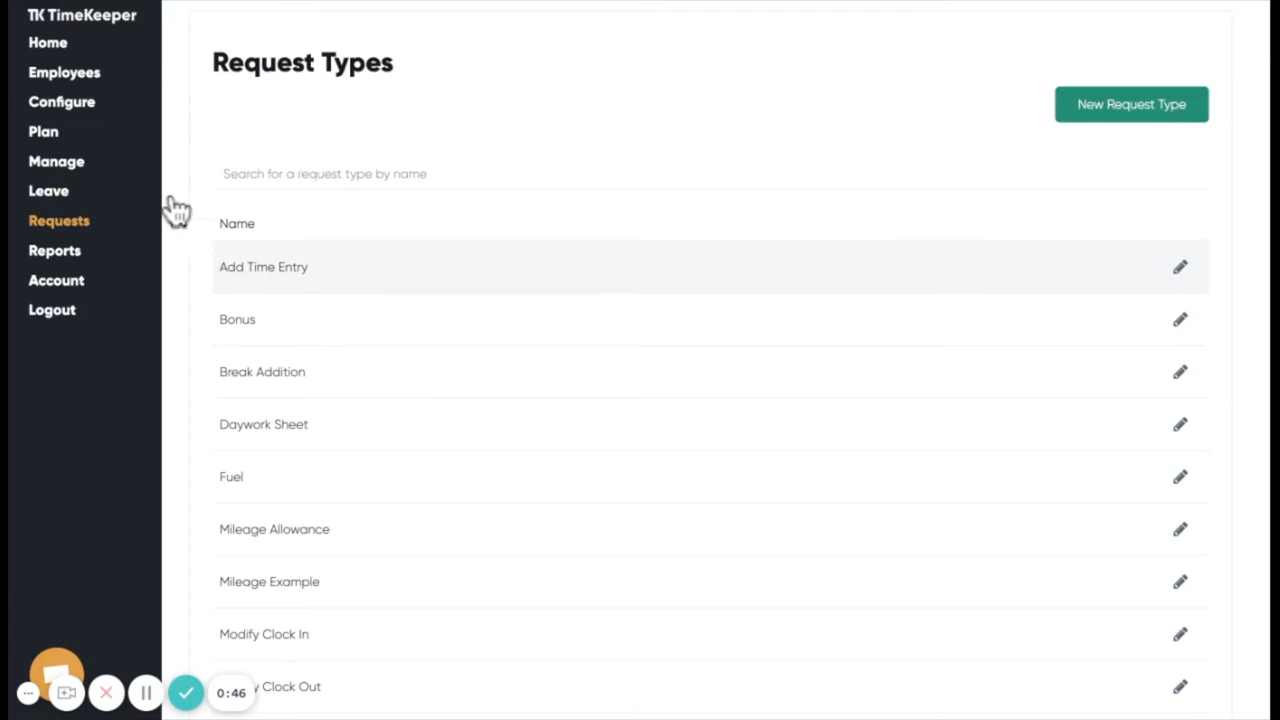 TK TimeKeeper
Home
Employees
Configure
Plan
Manage
Leave
Requests
Reports
Account
Logout
Request Types
New Request Type
Search for a request type by name
Name
Add Time Entry
Bonus
Break Addition
Daywork Sheet
Fuel
Mileage Allowance
Mileage Example
Modify Clock In
Clock Out
0:46